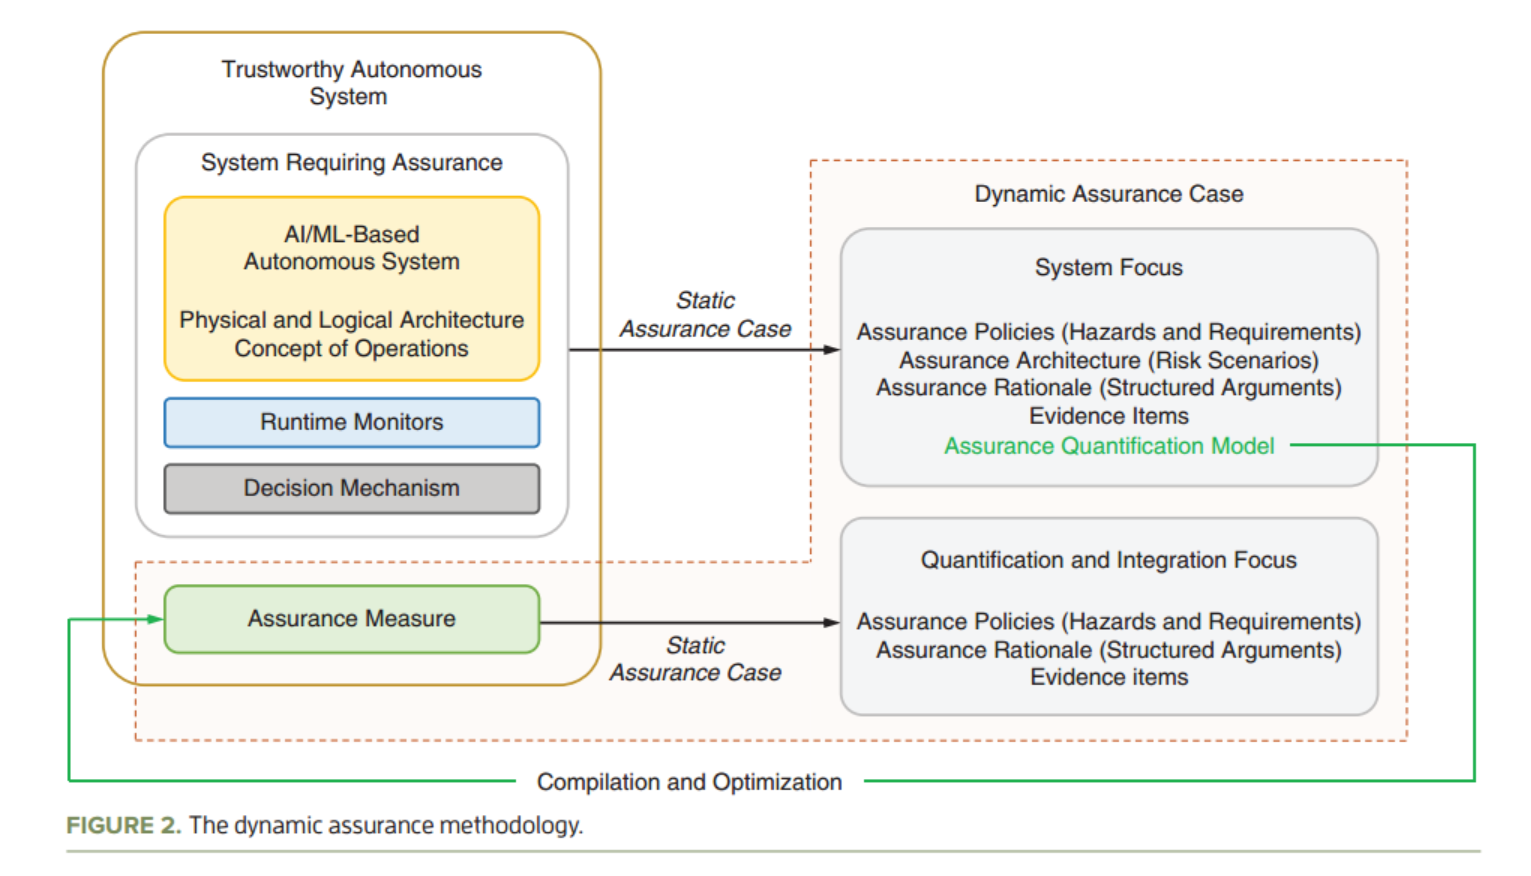 Trustworthy Autonomous
System
System Requiring Assurance
AI/ML-Based
Autonomous System
Physical and Logical Architecture
Concept of Operations
Runtime Monitors
Decision Mechanism
Assurance Measure
Static
Assurance Case
Static
Assurance Case
Dynamic Assurance Case
System Focus
Assurance Policies (Hazards and Requirements)
Assurance Architecture (Risk Scenarios)
Assurance Rationale (Structured Arguments)
Evidence Items
Assurance Quantification Model
Quantification and Integration Focus
Assurance Policies (Hazards and Requirements)
Assurance Rationale (Structured Arguments)
Evidence items
Compilation and Optimization
FIGURE 2. The dynamic assurance methodology.